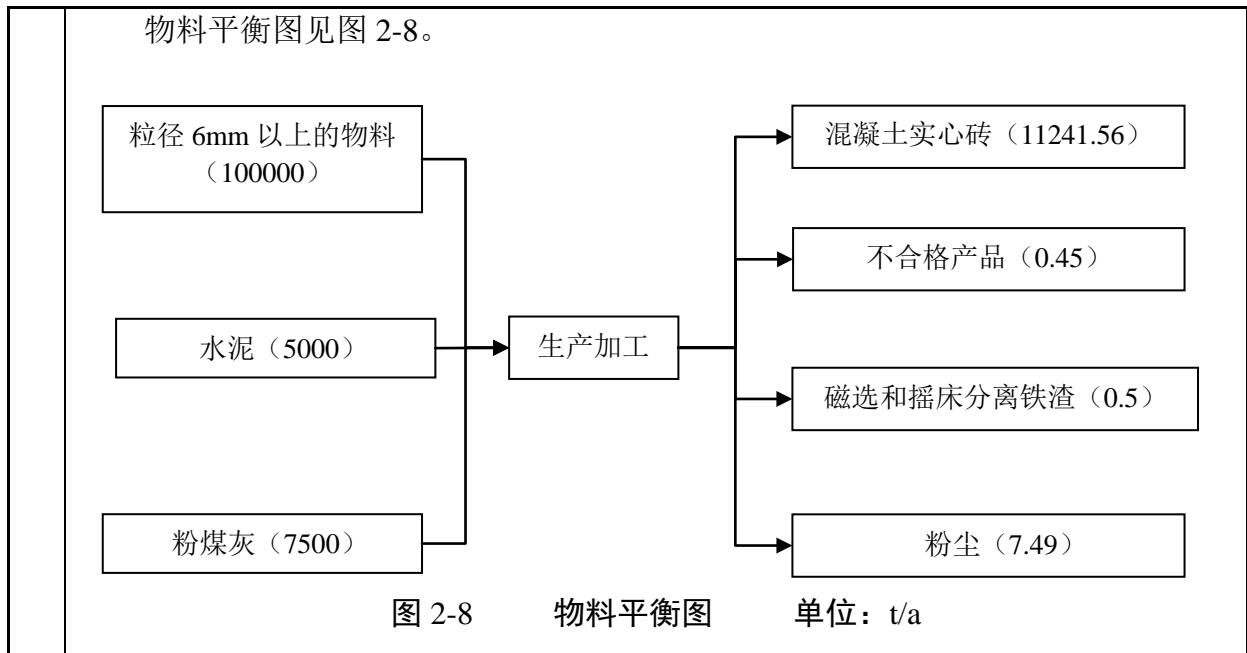 物料平衡图见图 2-8。
粒径 6mm 以上的物料
（100000）
水泥（5000）
粉煤灰（7500）
生产加工
混凝土实心砖（11241.56）
不合格产品（0.45）
磁选和摇床分离铁渣（0.5）
粉尘（7.49）
图 2-8 物料平衡图 单位：t/a